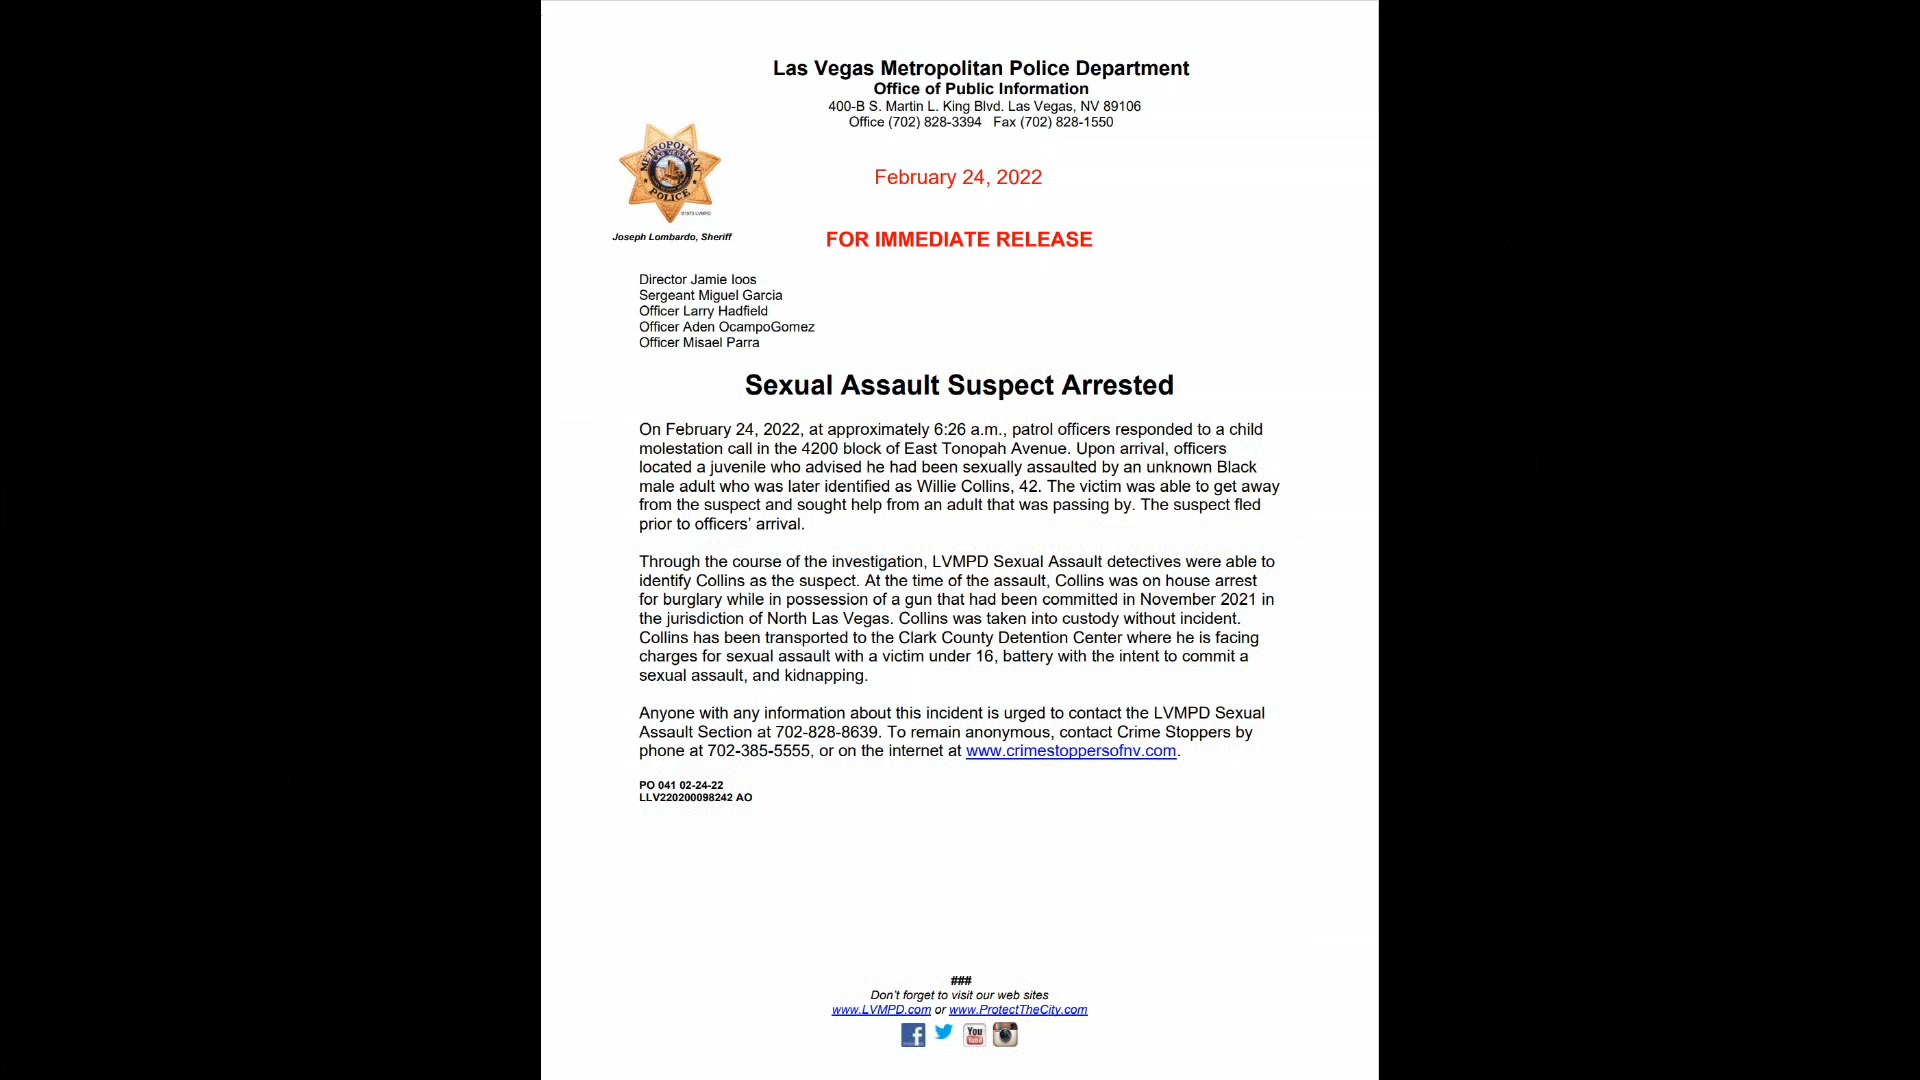 Las Vegas Metropolitan Police Department
Office of Public Information
400-B S. Martin L. King Blvd. Las Vegas, NV 89106
Office (702) 828-3394 Fax (702) 828-1550
METROPOLITAN
LAS VEGAS
POLICE
©1973 LVMPD
February 24, 2022
Joseph Lombardo, Sheriff
FOR IMMEDIATE RELEASE
Director Jamie Ioos
Sergeant Miguel Garcia
Officer Larry Hadfield
Officer Aden OcampoGomez
Officer Misael Parra
Sexual Assault Suspect Arrested
On February 24, 2022, at approximately 6:26 a.m., patrol officers responded to a child
molestation call in the 4200 block of East Tonopah Avenue. Upon arrival, officers
located a juvenile who advised he had been sexually assaulted by an unknown Black
male adult who was later identified as Willie Collins, 42. The victim was able to get away
from the suspect and sought help from an adult that was passing by. The suspect fled
prior to officers’ arrival.
Through the course of the investigation, LVMPD Sexual Assault detectives were able to
identify Collins as the suspect. At the time of the assault, Collins was on house arrest
for burglary while in possession of a gun that had been committed in November 2021 in
the jurisdiction of North Las Vegas. Collins was taken into custody without incident.
Collins has been transported to the Clark County Detention Center where he is facing
charges for sexual assault with a victim under 16, battery with the intent to commit a
sexual assault, and kidnapping.
Anyone with any information about this incident is urged to contact the LVMPD Sexual
Assault Section at 702-828-8639. To remain anonymous, contact Crime Stoppers by
phone at 702-385-5555, or on the internet at www.crimestoppersofnv.com.
PO 041 02-24-22
LLV220200098242 AO
###
Don’t forget to visit our web sites
www.LVMPD.com or www.ProtectTheCity.com
f
You
Tube